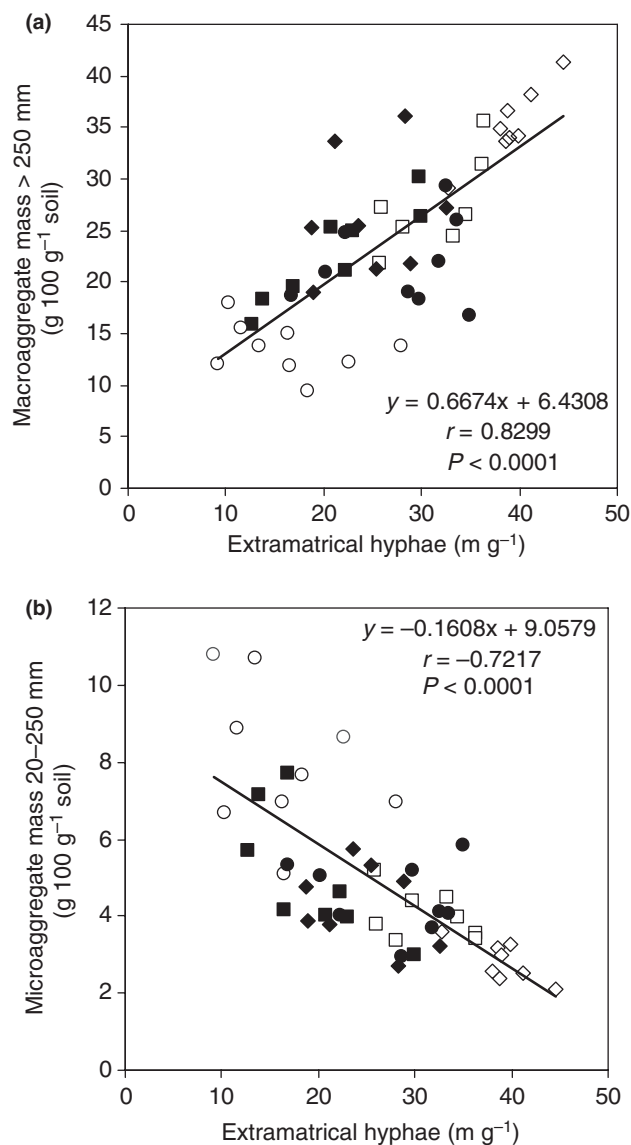 (a)
45
40
35
30
25
20
15
10
5
0
Macroaggregate mass > 250 mm
(g 100 g⁻¹ soil)
y = 0.6674x + 6.4308
r = 0.8299
P < 0.0001
0 10 20 30 40 50
Extramatrical hyphae (m g⁻¹)
(b)
12
10
8
6
4
2
0
Microaggregate mass 20–250 mm
(g 100 g⁻¹ soil)
y = –0.1608x + 9.0579
r = –0.7217
P < 0.0001
0 10 20 30 40 50
Extramatrical hyphae (m g⁻¹)